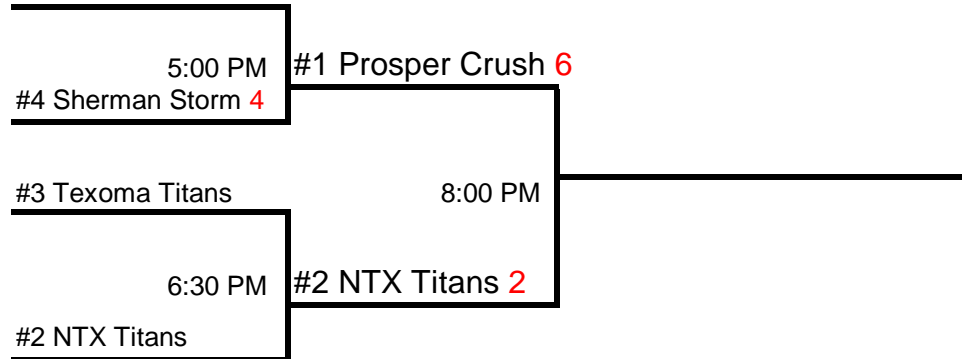 5:00 PM
#1 Prosper Crush 6
#4 Sherman Storm 4
#3 Texoma Titans
8:00 PM
6:30 PM
#2 NTX Titans 2
#2 NTX Titans